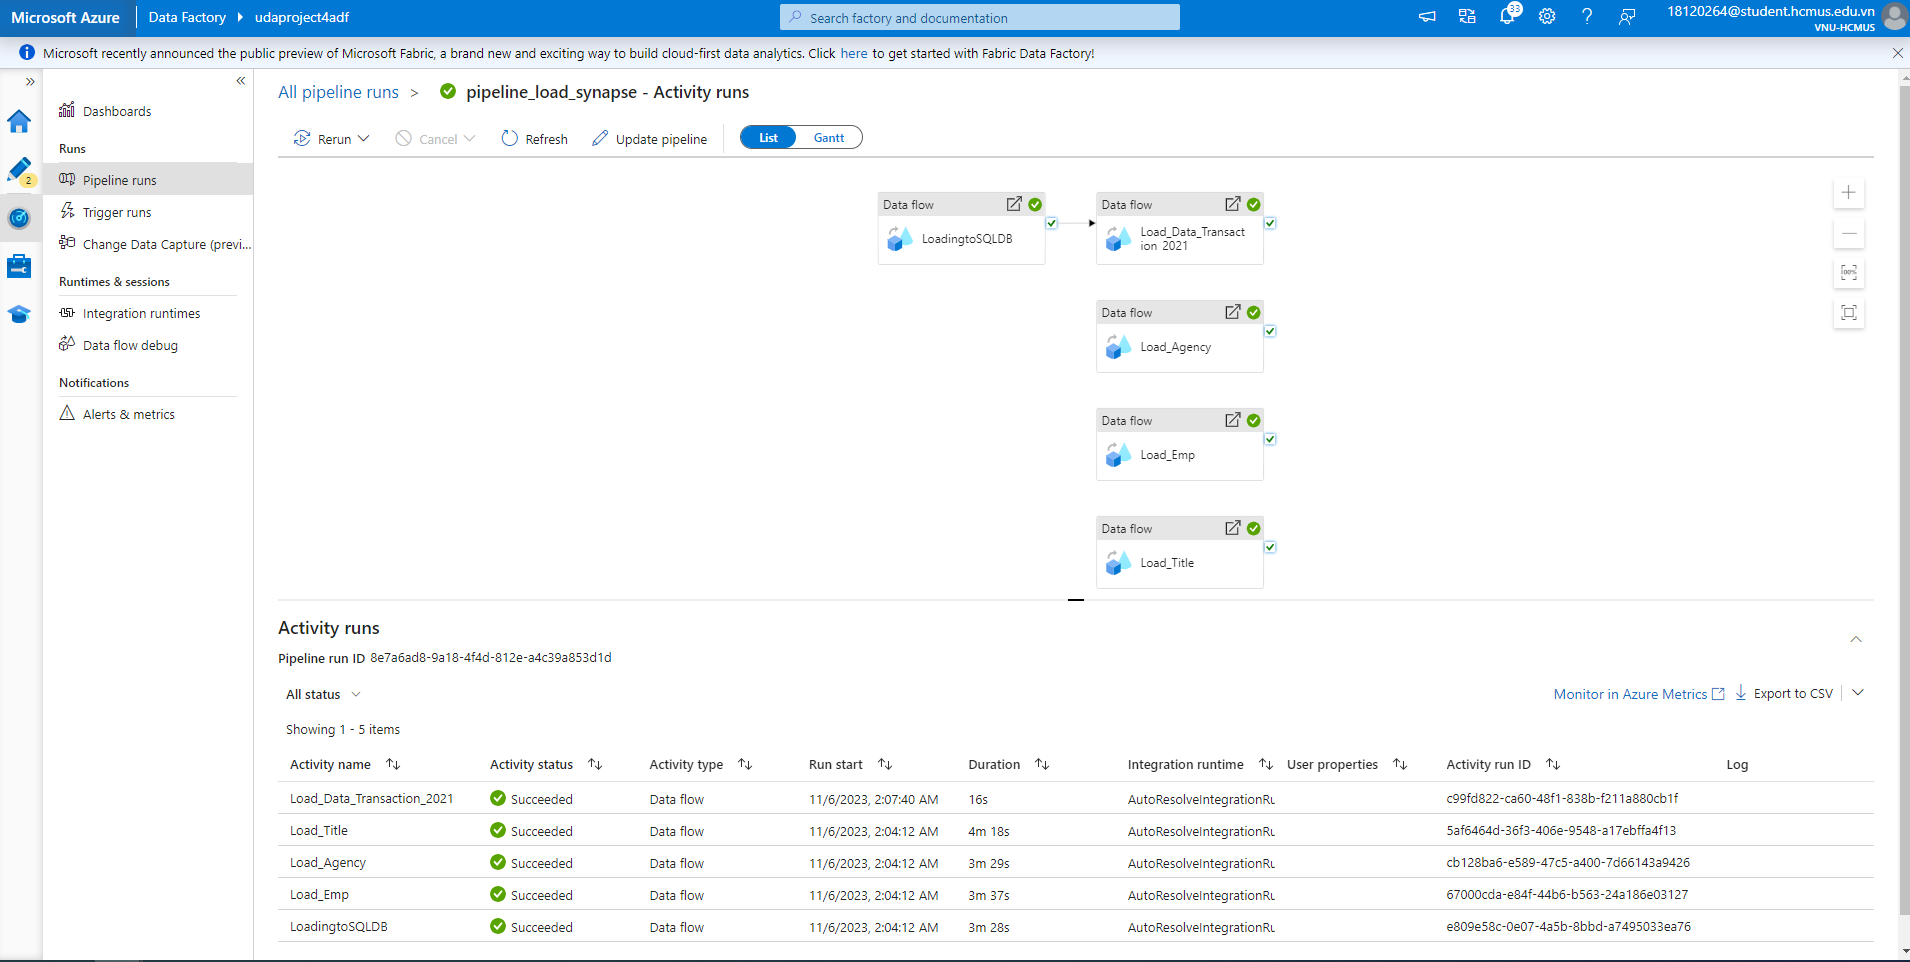 Microsoft Azure
Data Factory
udaproject4adf
Search factory and documentation
33
18120264@student.hcmus.edu.vn
VNU-HCMUS
Microsoft recently announced the public preview of Microsoft Fabric, a brand new and exciting way to build cloud-first data analytics. Click here to get started with Fabric Data Factory!
2
Dashboards
Runs
Pipeline runs
Trigger runs
Change Data Capture (previ...
Runtimes & sessions
Integration runtimes
Data flow debug
Notifications
Alerts & metrics
All pipeline runs > pipeline_load_synapse - Activity runs
Rerun
Cancel
Refresh
Update pipeline
List
Gantt
Data flow
LoadingtoSQLDB
Data flow
Load_Data_Transact
ion_2021
Data flow
Load_Agency
Data flow
Load_Emp
Data flow
Load_Title
100%
Activity runs
Pipeline run ID 8e7a6ad8-9a18-4f4d-812e-a4c39a853d1d
All status
Monitor in Azure Metrics
Export to CSV
Showing 1 - 5 items
Activity name Activity status Activity type Run start Duration Integration runtime User properties Activity run ID Log
Load_Data_Transaction_2021 Succeeded Data flow 11/6/2023, 2:07:40 AM 16s AutoResolveIntegrationRu c99fd822-ca60-48f1-838b-f211a880cb1f
Load_Title Succeeded Data flow 11/6/2023, 2:04:12 AM 4m 18s AutoResolveIntegrationRu 5af6464d-36f3-406e-9548-a17ebffa4f13
Load_Agency Succeeded Data flow 11/6/2023, 2:04:12 AM 3m 29s AutoResolveIntegrationRu cb128ba6-e589-47c5-a400-7d66143a9426
Load_Emp Succeeded Data flow 11/6/2023, 2:04:12 AM 3m 37s AutoResolveIntegrationRu 67000cda-e84f-44b6-b563-24a186e03127
LoadingtoSQLDB Succeeded Data flow 11/6/2023, 2:04:12 AM 3m 28s AutoResolveIntegrationRu e809e58c-0e07-4a5b-8bbd-a7495033ea76